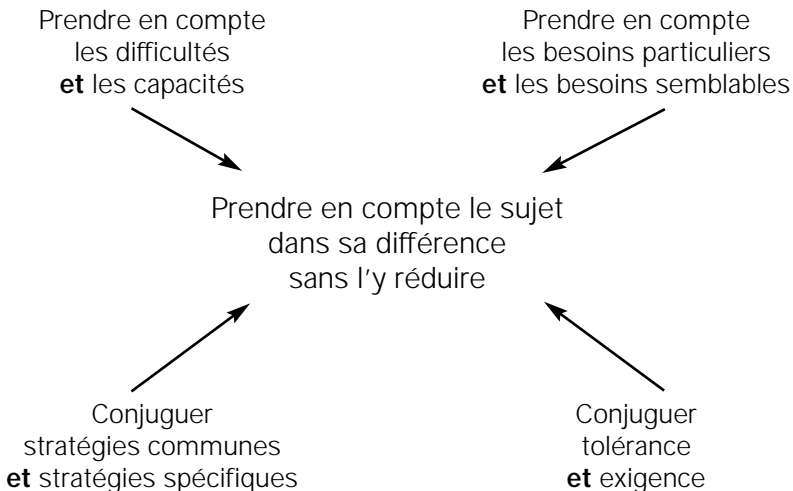 Prendre en compte
les difficultés
et les capacités
Prendre en compte
les besoins particuliers
et les besoins semblables
Prendre en compte le sujet
dans sa différence
sans l'y réduire
Conjuguer
stratégies communes
et stratégies spécifiques
Conjuguer
tolérance
et exigence